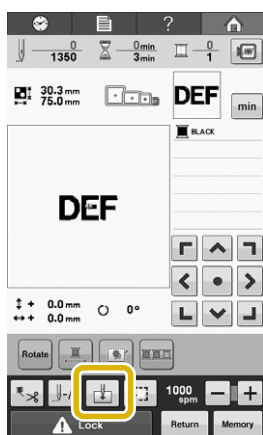 ?
0
1350
0min
3min
0
1
30.3 mm
75.0 mm
DEF
min
BLACK
DEF
+ 0.0 mm
+ 0.0 mm
0°
Rotate
1000
spm
Lock
Return
Memory